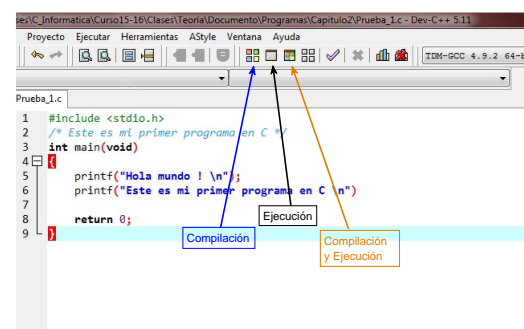 ses\C_Informatica\Curso15-16\Clases\Teoria\Documento\Programas\Capitulo2\Prueba_1.c - Dev-C++ 5.11
Proyecto Ejecutar Herramientas AStyle Ventana Ayuda
TDM-GCC 4.9.2 64-b
Prueba_1.c
1 #include <stdio.h>
2 /* Este es mi primer programa en C */
3 int main(void)
4 {
5 printf("Hola mundo ! \n");
6 printf("Este es mi primer programa en C \n")
7
8 return 0;
9 }
Ejecución
Compilación
Compilación
y Ejecución